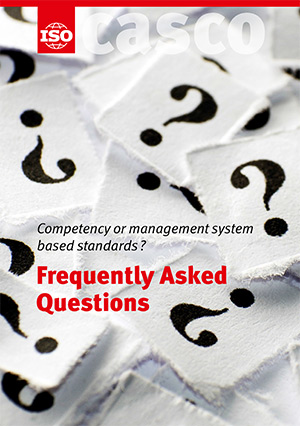 ISO
casco
?
?
?
?
?
?
?
?
Competency or management system
based standards ?
Frequently Asked
Questions